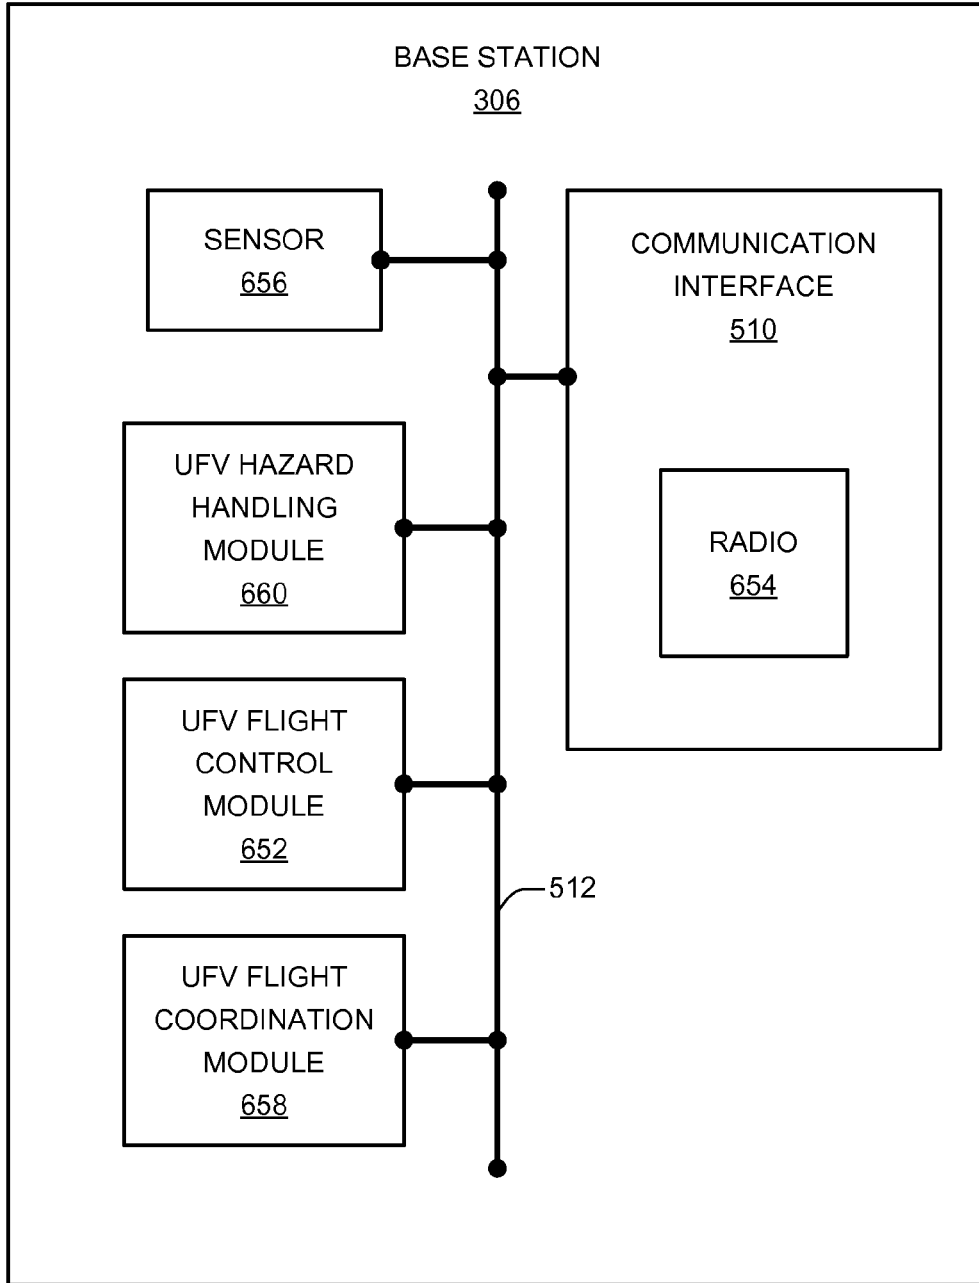 BASE STATION
306
SENSOR
656
COMMUNICATION
INTERFACE
510
UFV HAZARD
HANDLING
MODULE
660
RADIO
654
UFV FLIGHT
CONTROL
MODULE
652
512
UFV FLIGHT
COORDINATION
MODULE
658